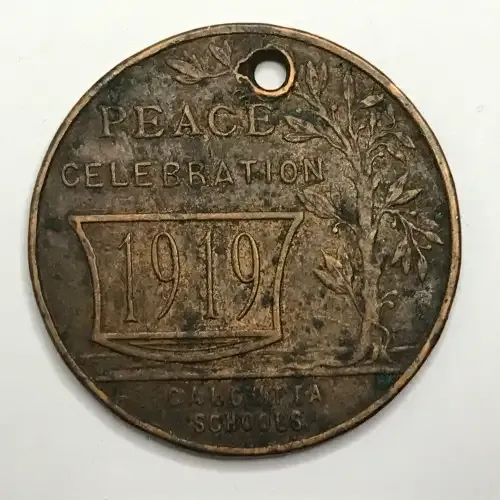 PEACE
CELEBRATION
1919
CALCUTTA
SCHOOLS